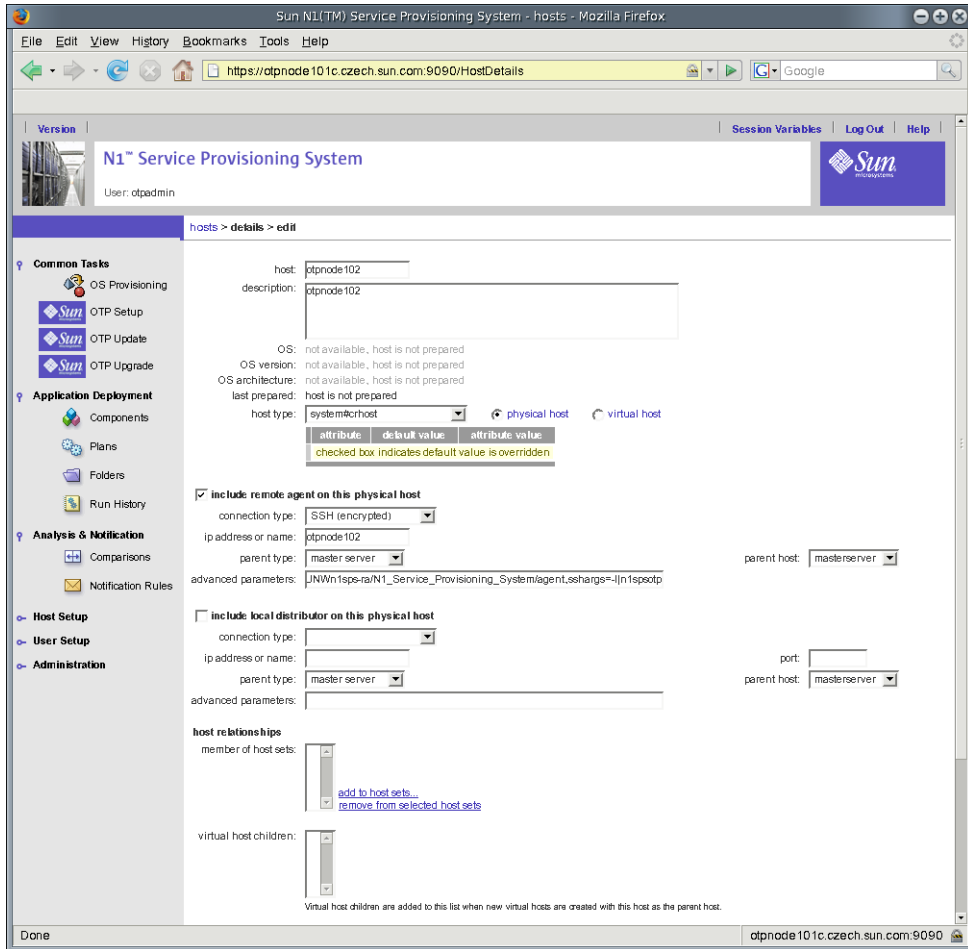 Sun N1(TM) Service Provisioning System - hosts - Mozilla Firefox
File Edit View History Bookmarks Tools Help
https://otpnode101c.czech.sun.com:9090/HostDetails
G Google
Version
Session Variables Log Out Help
N1™ Service Provisioning System
User: otpadmin
Sun
microsystems
hosts > details > edit
Common Tasks
OS Provisioning
Sun OTP Setup
Sun OTP Update
Sun OTP Upgrade
Application Deployment
Components
Plans
Folders
Run History
Analysis & Notification
Comparisons
Notification Rules
Host Setup
User Setup
Administration
host: otpnode102
description: otpnode102
OS: not available, host is not prepared
OS version: not available, host is not prepared
OS architecture: not available, host is not prepared
last prepared: host is not prepared
host type: system#crhost physical host virtual host
attribute default value attribute value
checked box indicates default value is overridden
include remote agent on this physical host
connection type: SSH (encrypted)
ip address or name: otpnode102
parent type: master server parent host: masterserver
advanced parameters: JNWn1sps-ra/N1_Service_Provisioning_System/agent,sshargs=-l|n1spsotp
include local distributor on this physical host
connection type:
ip address or name: port:
parent type: master server parent host: masterserver
advanced parameters:
host relationships
member of host sets:
add to host sets...
remove from selected host sets
virtual host children:
Virtual host children are added to this list when new virtual hosts are created with this host as the parent host.
Done
otpnode101c.czech.sun.com:9090